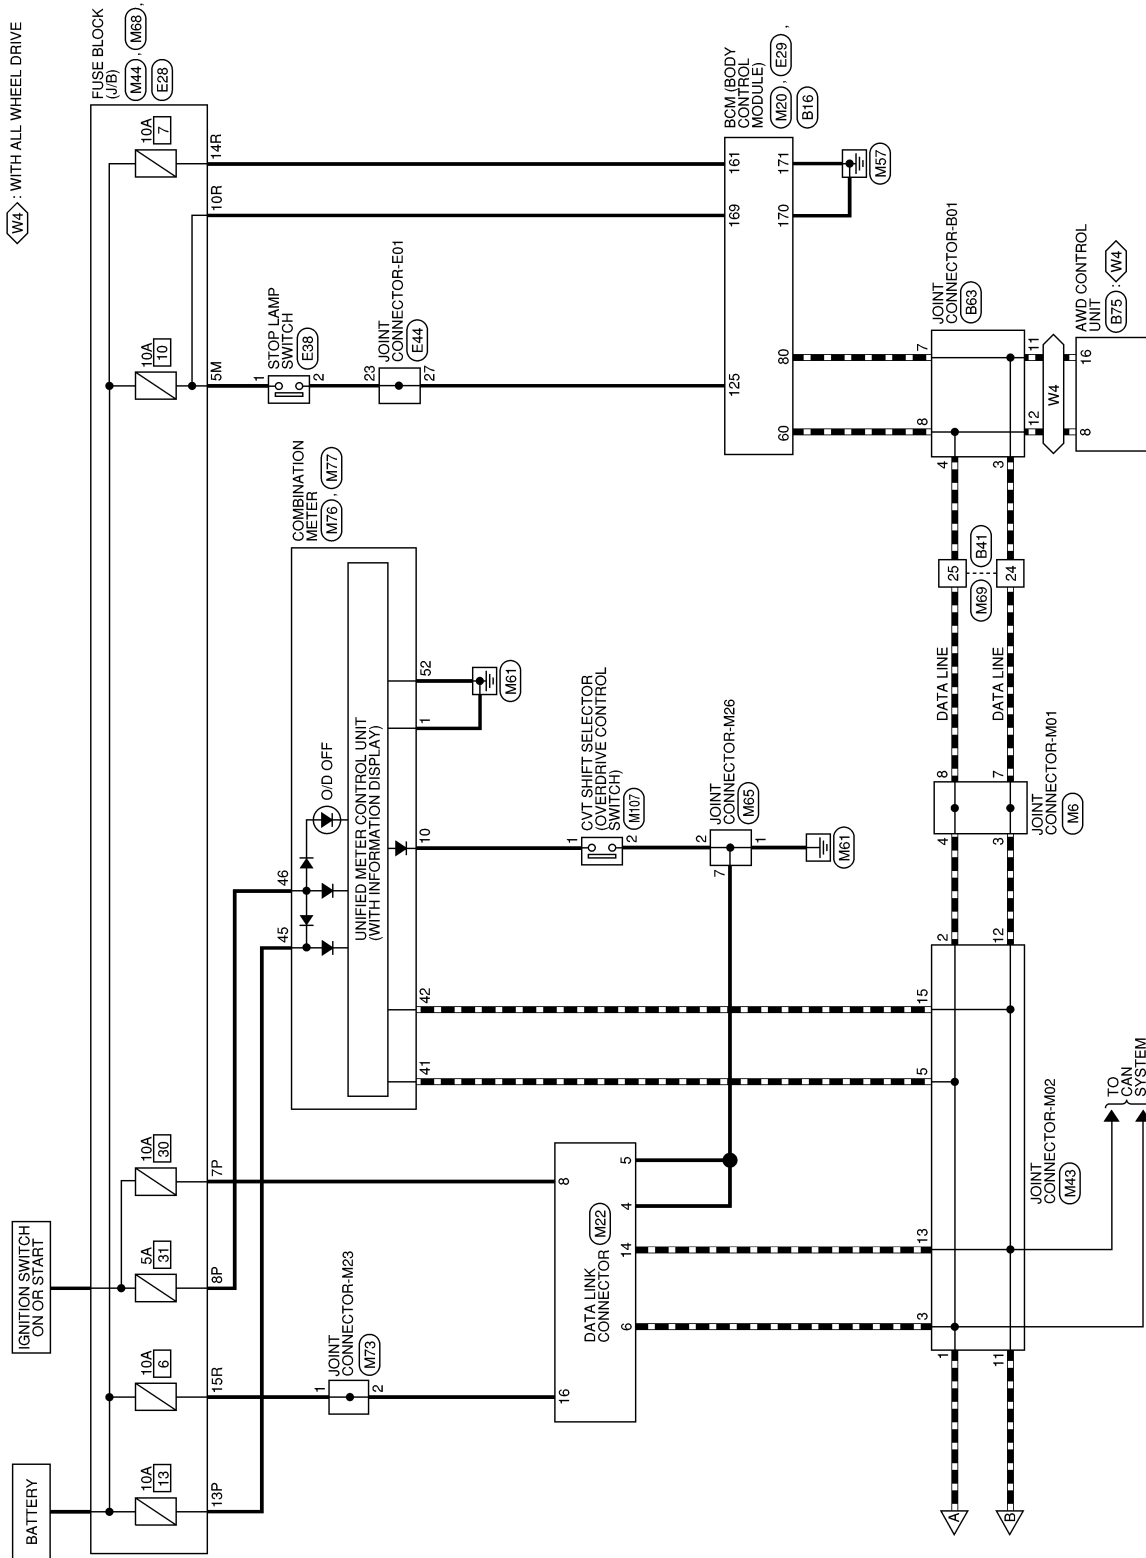 W4 : WITH ALL WHEEL DRIVE
BATTERY
IGNITION SWITCH
ON OR START
FUSE BLOCK
(J/B)
M44 , M68 ,
E28
10A
13
10A
6
5A
31
10A
30
10A
10
10A
7
13P
15R
8P
7P
5M
10R
14R
JOINT
CONNECTOR-M23
M73
1
2
COMBINATION
METER
M76 , M77
45
46
O/D OFF
UNIFIED METER CONTROL UNIT
(WITH INFORMATION DISPLAY)
41
42
10
1
52
M61
STOP LAMP
SWITCH
E38
1
2
JOINT
CONNECTOR-E01
E44
23
27
CVT SHIFT SELECTOR
(OVERDRIVE CONTROL
SWITCH)
M107
1
2
JOINT
CONNECTOR-M26
M65
2
7
1
M61
BCM (BODY
CONTROL
MODULE)
M20 , E29 ,
B16
125
169
161
60
80
170
171
M57
DATA LINK
CONNECTOR
M22
16
8
6
14
4
5
JOINT
CONNECTOR-M02
M43
3
13
5
15
1
11
2
12
A
B
TO
CAN
SYSTEM
JOINT
CONNECTOR-M01
M6
4
3
8
7
DATA LINE
DATA LINE
25
24
M69
B41
JOINT
CONNECTOR-B01
B63
4
3
8
7
12
11
W4
AWD CONTROL
UNIT
B75 : W4
8
16